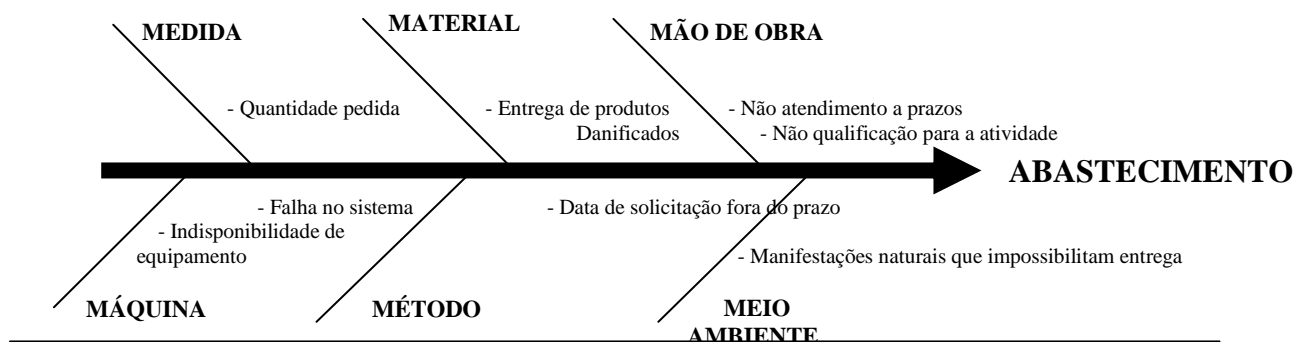 MEDIDA
MATERIAL
MÃO DE OBRA
- Quantidade pedida
- Entrega de produtos
Danificados
- Não atendimento a prazos
- Não qualificação para a atividade
ABASTECIMENTO
- Falha no sistema
- Indisponibilidade de
equipamento
- Data de solicitação fora do prazo
- Manifestações naturais que impossibilitam entrega
MÁQUINA
MÉTODO
MEIO
AMBIENTE